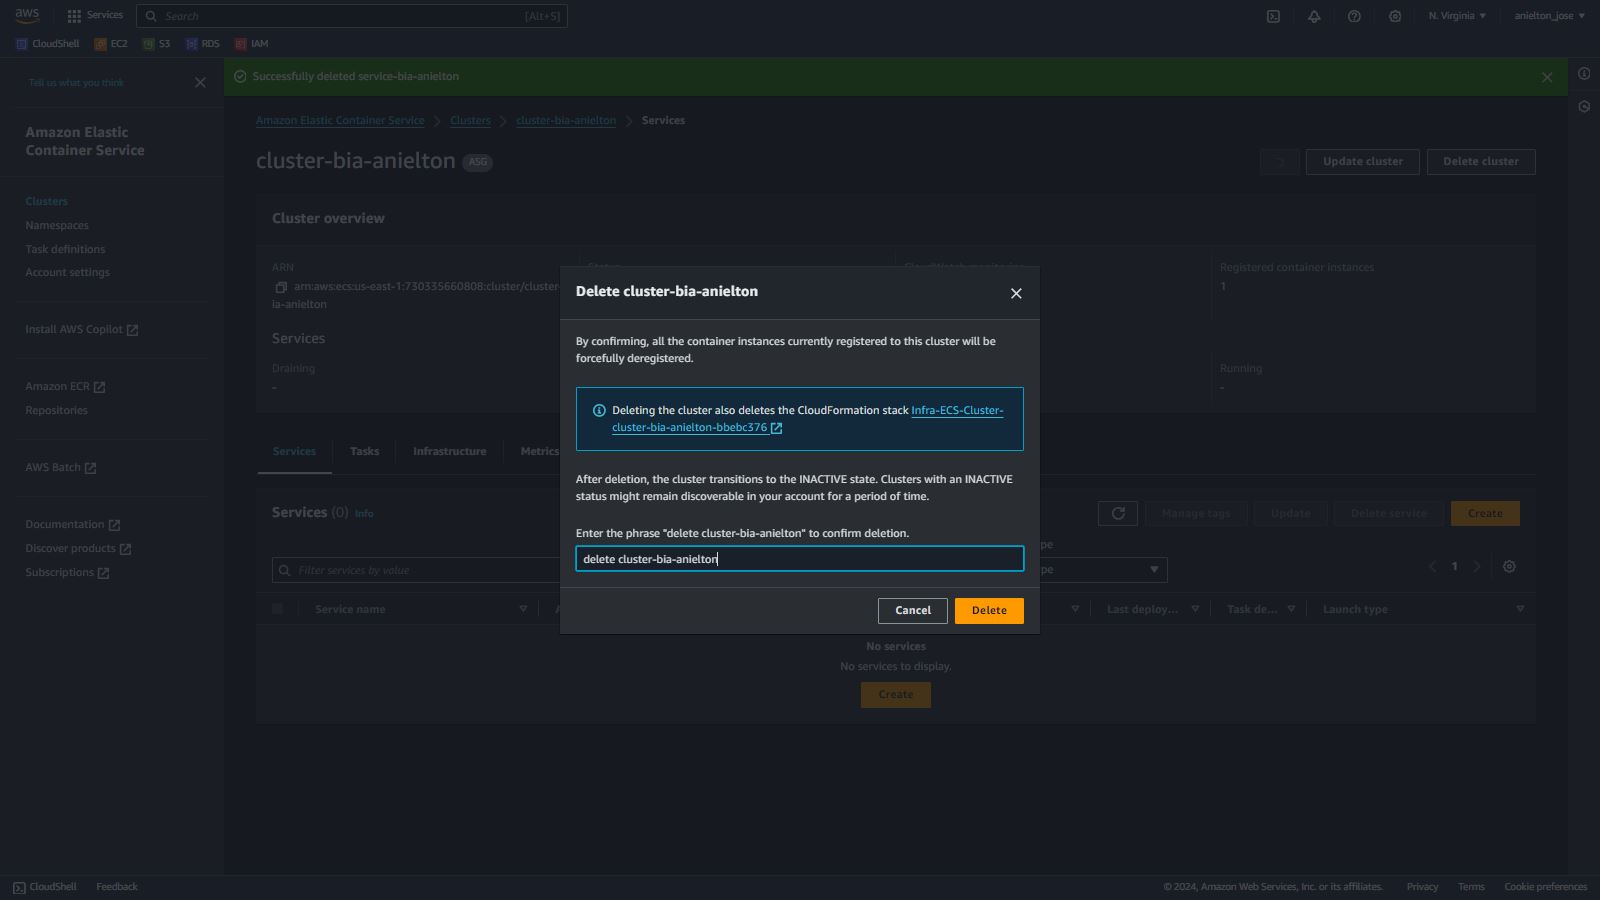 aws
Services
Search
[Alt+S]
N. Virginia
anielton_jose
CloudShell
EC2
S3
RDS
IAM
Tell us what you think
Successfully deleted service-bia-anielton
Amazon Elastic
Container Service
Amazon Elastic Container Service
Clusters
cluster-bia-anielton
Services
cluster-bia-anielton
ASG
Update cluster
Delete cluster
Clusters
Namespaces
Task definitions
Account settings
Install AWS Copilot
Amazon ECR
Repositories
AWS Batch
Documentation
Discover products
Subscriptions
Cluster overview
ARN
arn:aws:ecs:us-east-1:730335660808:cluster/cluster-
ia-anielton
Status
CloudWatch monitoring
Registered container instances
1
Services
Draining
-
Running
-
Services
Tasks
Infrastructure
Metrics
Services (0)
Info
Manage tags
Update
Delete service
Create
Filter services by value
1
Service name
Last deploy...
Task de...
Launch type
No services
No services to display.
Create
Delete cluster-bia-anielton
By confirming, all the container instances currently registered to this cluster will be
forcefully deregistered.
Deleting the cluster also deletes the CloudFormation stack Infra-ECS-Cluster-
cluster-bia-anielton-bbebc376
After deletion, the cluster transitions to the INACTIVE state. Clusters with an INACTIVE
status might remain discoverable in your account for a period of time.
Enter the phrase "delete cluster-bia-anielton" to confirm deletion.
delete cluster-bia-anielton
Cancel
Delete
CloudShell
Feedback
© 2024, Amazon Web Services, Inc. or its affiliates.
Privacy
Terms
Cookie preferences